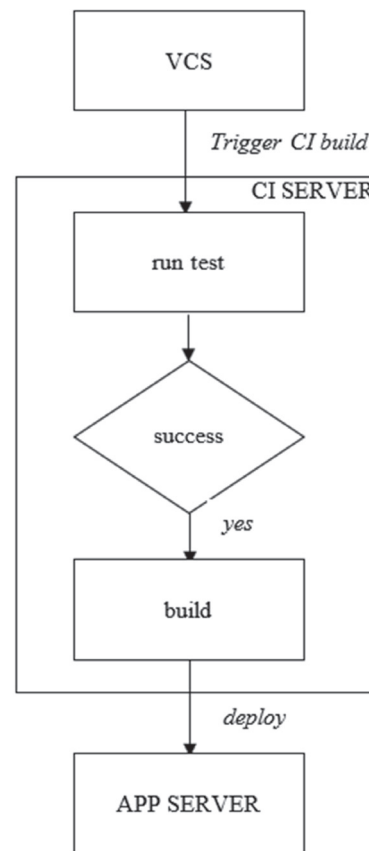 VCS
Trigger CI build
CI SERVER
run test
success
yes
build
deploy
APP SERVER